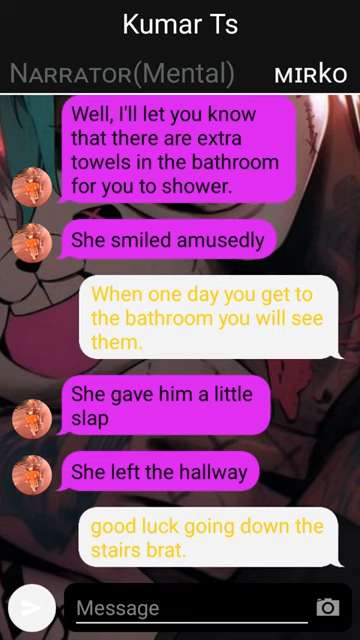 Kumar Ts
Narrator(Mental) Mirko
Well, I'll let you know
that there are extra
towels in the bathroom
for you to shower.
She smiled amusedly
When one day you get to
the bathroom you will see
them.
She gave him a little
slap
She left the hallway
good luck going down the
stairs brat.
Message